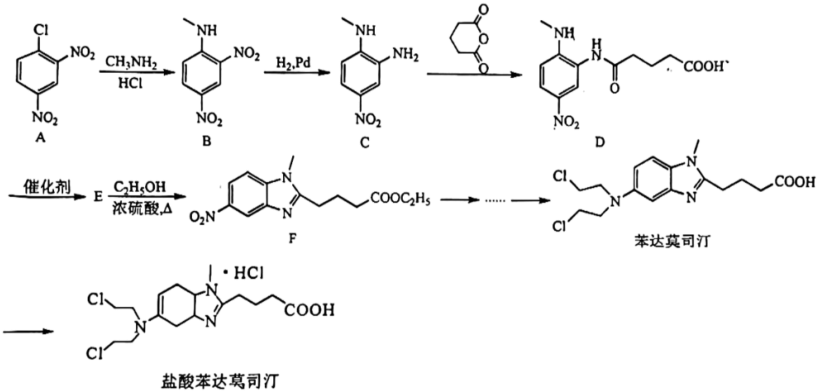 Cl
NO₂
NO₂
A
CH₃NH₂
HCl
NH
NO₂
NO₂
B
H₂,Pd
NH
NH₂
NO₂
C
O
O
O
NH
H
N
O
COOH
NO₂
D
催化剂
E
C₂H₅OH
浓硫酸,Δ
O₂N
N
N
COOC₂H₅
F
……
Cl
Cl
N
N
N
COOH
苯达莫司汀
Cl
Cl
N
N
N
• HCl
COOH
盐酸苯达莫司汀